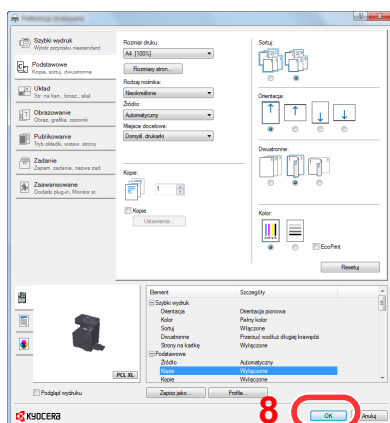 Szybki wydruk
Wybór przycisku niestandard.
Podstawowe
Kopie, sortuj, dwustronne
Układ
Str. na kart., brosz., skal.
Obrazowanie
Obraz, grafika, czcionki
Publikowanie
Tryb okładk, wstaw. strony
Zadanie
Zapam. zadania, nazwa zad.
Zaawansowane
Dodatki plug-in, Monitor st.
Rozmiar druku:
A4 [100%]
Rozmiary stron...
Rodzaj nośnika:
Nieokreślone
Źródło:
Automatyczny
Miejsce docelowe:
Domyśl. drukarki
Kopie:
1
Kopie
Ustawienia...
Sortuj:
Orientacja:
Dwustronne:
Kolor:
EcoPrint
Resetuj
PCL XL
Podgląd wydruku
Element Szczegóły
Szybki wydruk
Orientacja Orientacja pionowa
Kolor Pełny kolor
Sortuj Włączone
Dwustronne Przerzuć wzdłuż długiej krawędzi
Strony na kartkę Wyłączone
Podstawowe
Źródło Automatyczny
Kopie Wyłączone
Kopie Wyłączone
Zapisz jako...
Profile...
KYOCERA
8
OK
Anuluj